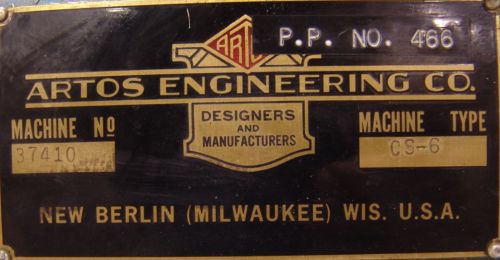 ARTOS P.P. NO. 466
ARTOS ENGINEERING CO.
DESIGNERS
AND
MANUFACTURERS
MACHINE NO
37410
MACHINE TYPE
CS-6
NEW BERLIN (MILWAUKEE) WIS. U.S.A.